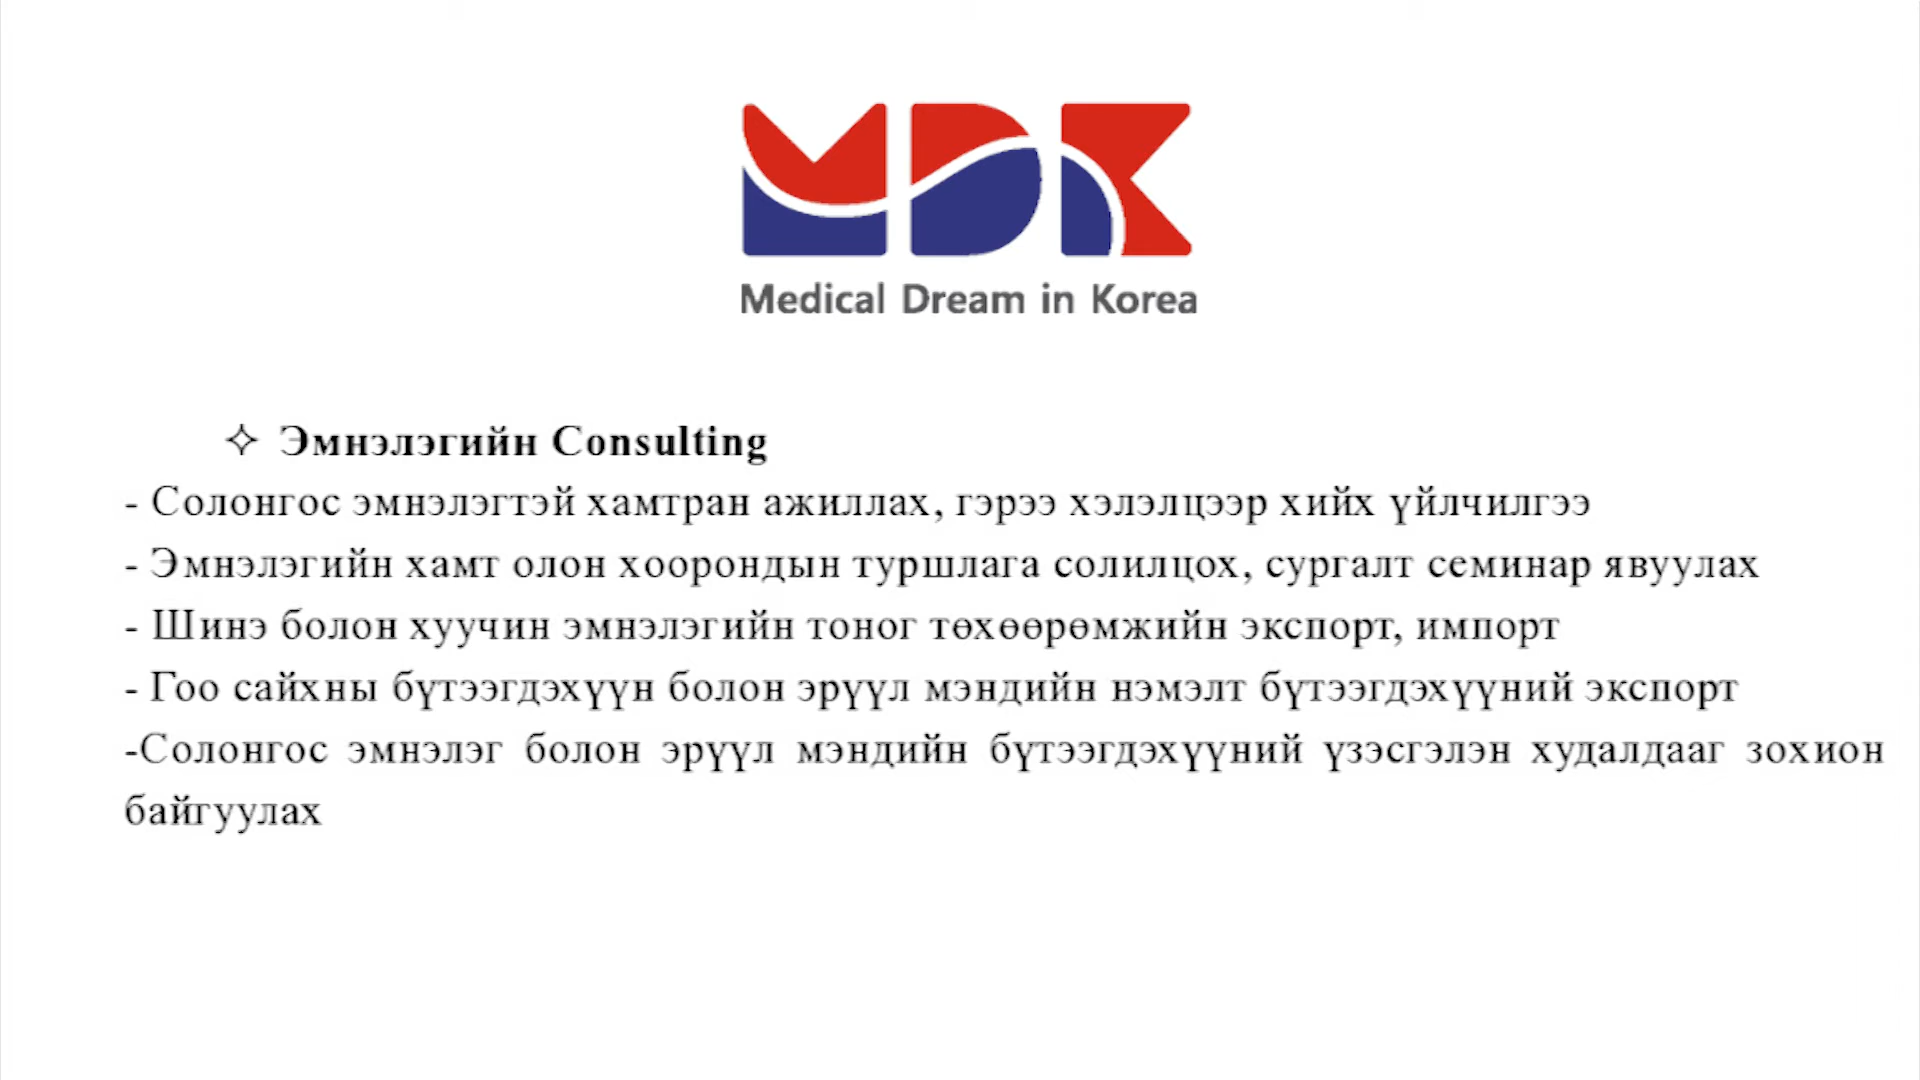 MDK
Medical Dream in Korea
✧ Эмнэлэгийн Consulting
- Солонгос эмнэлэгтэй хамтран ажиллах, гэрээ хэлэлцээр хийх үйлчилгээ
- Эмнэлэгийн хамт олон хоорондын туршлага солилцох, сургалт семинар явуулах
- Шинэ болон хуучин эмнэлэгийн тоног төхөөрөмжийн экспорт, импорт
- Гоо сайхны бүтээгдэхүүн болон эрүүл мэндийн нэмэлт бүтээгдэхүүний экспорт
-Солонгос эмнэлэг болон эрүүл мэндийн бүтээгдэхүүний үзэсгэлэн худалдааг зохион
байгуулах